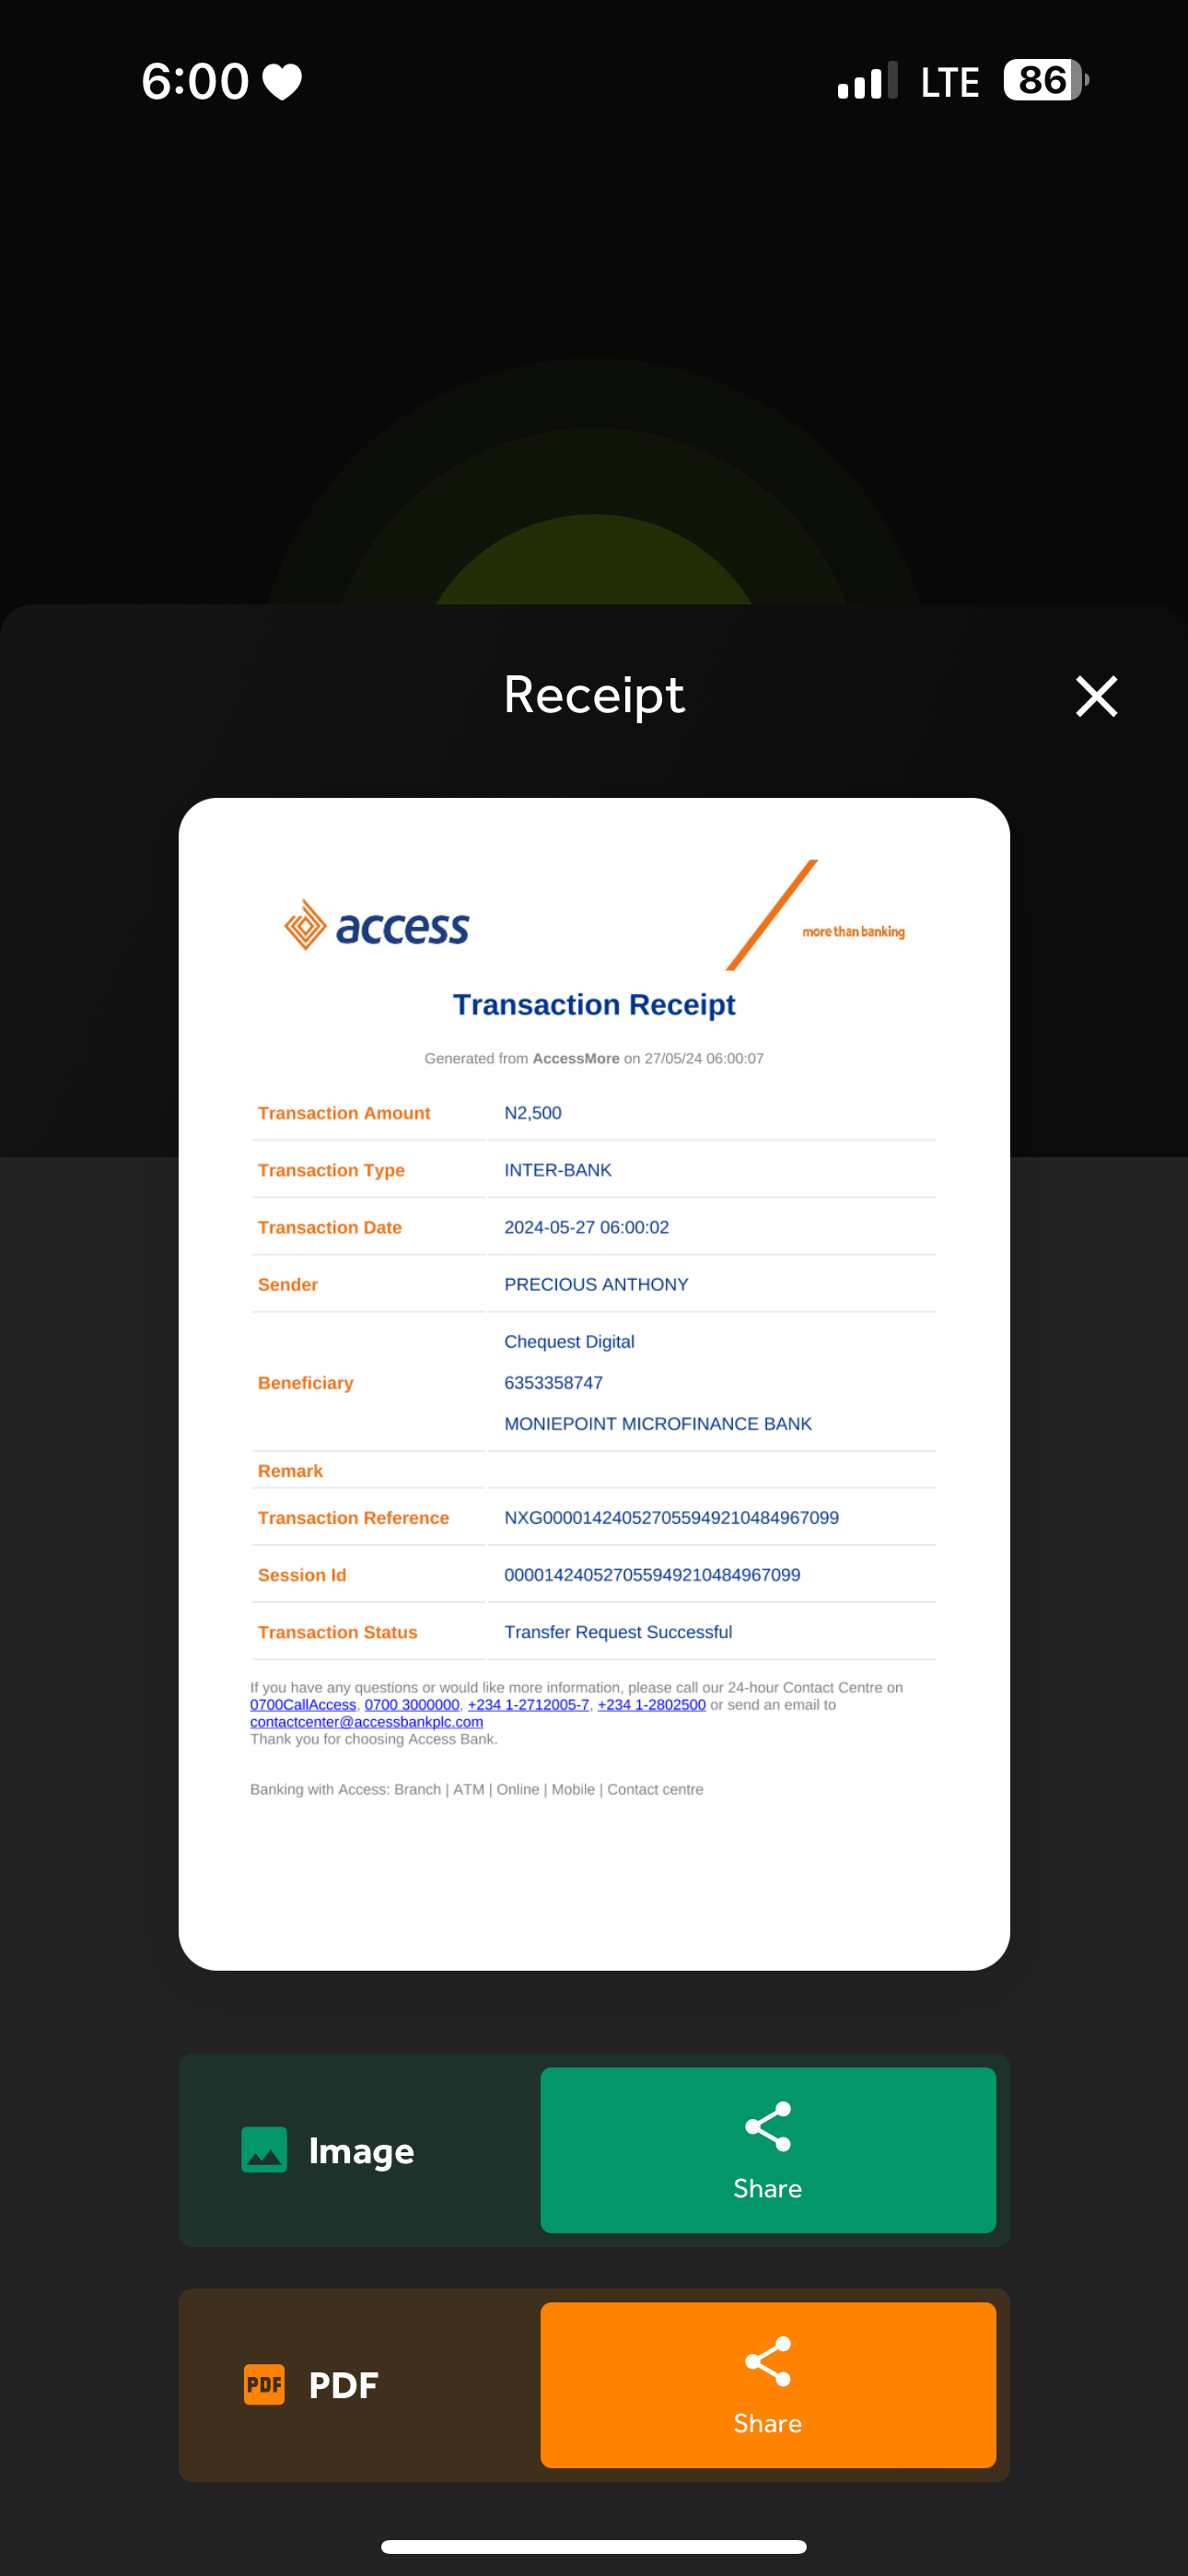 6:00 LTE 86
Receipt
access
more than banking
Transaction Receipt
Generated from AccessMore on 27/05/24 06:00:07
Transaction Amount N2,500
Transaction Type INTER-BANK
Transaction Date 2024-05-27 06:00:02
Sender PRECIOUS ANTHONY
Chequest Digital
Beneficiary 6353358747
MONIEPOINT MICROFINANCE BANK
Remark
Transaction Reference NXG000014240527055949210484967099
Session Id 000014240527055949210484967099
Transaction Status Transfer Request Successful
If you have any questions or would like more information, please call our 24-hour Contact Centre on
0700CallAccess, 0700 3000000, +234 1-2712005-7, +234 1-2802500 or send an email to
contactcenter@accessbankplc.com
Thank you for choosing Access Bank.
Banking with Access: Branch | ATM | Online | Mobile | Contact centre
Image
Share
PDF PDF
Share